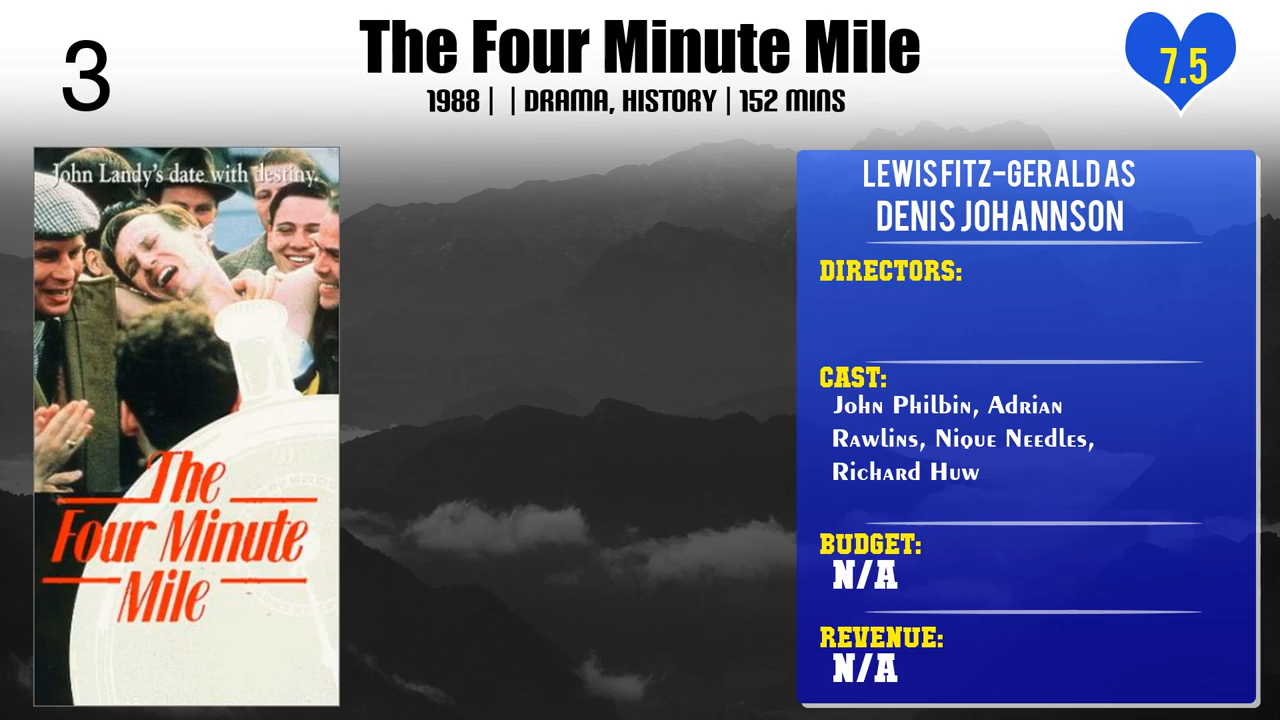 3
The Four Minute Mile
7.5
1988 | | DRAMA, HISTORY | 152 MINS
John Landy's date with destiny.
The
Four Minute
Mile
LEWIS FITZ-GERALD AS
DENIS JOHANNSON
DIRECTORS:
CAST:
John Philbin, Adrian
Rawlins, Nique Needles,
Richard Huw
BUDGET:
N/A
REVENUE:
N/A